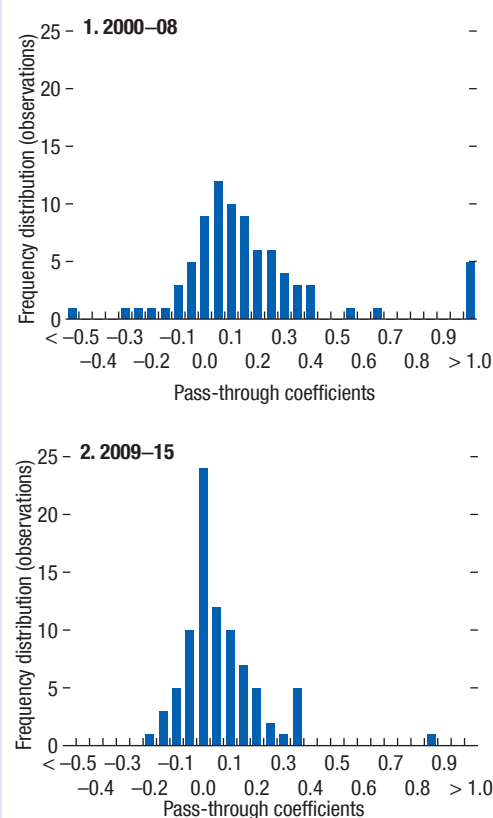 1. 2000–08
Frequency distribution (observations)
25
20
15
10
5
0
< –0.5 –0.3 –0.1 0.1 0.3 0.5 0.7 0.9
–0.4 –0.2 0.0 0.2 0.4 0.6 0.8 > 1.0
Pass-through coefficients
2. 2009–15
Frequency distribution (observations)
25
20
15
10
5
0
< –0.5 –0.3 –0.1 0.1 0.3 0.5 0.7 0.9
–0.4 –0.2 0.0 0.2 0.4 0.6 0.8 > 1.0
Pass-through coefficients